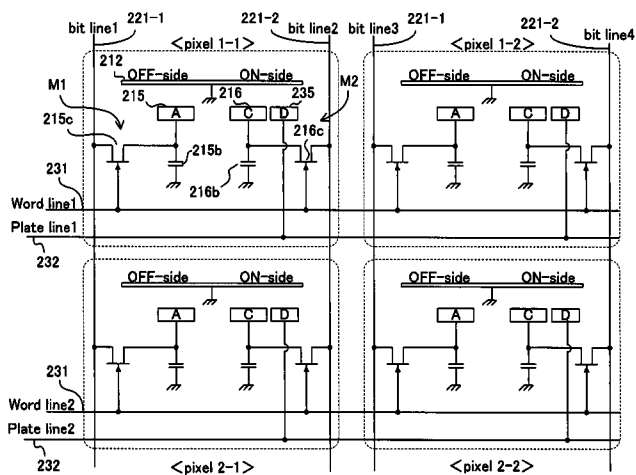 221-1 221-2 221-1 221-2
bit line1 <pixel 1-1> bit line2 bit line3 <pixel 1-2> bit line4
212 OFF-side ON-side OFF-side ON-side
M1 215 216 235 M2
A C D A C D
215c 216c
215b
231 216b
Word line1
Plate line1
232
OFF-side ON-side OFF-side ON-side
A C D A C D
231
Word line2
Plate line2
232 <pixel 2-1> <pixel 2-2>